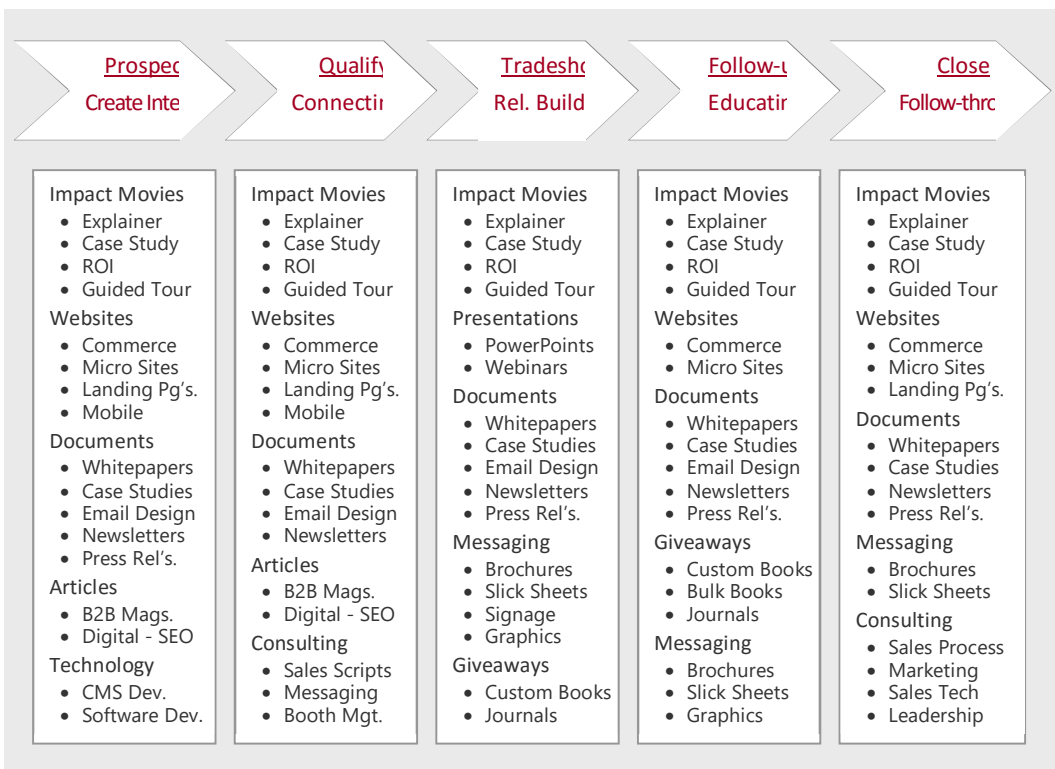 Prospec
Create Inte
Qualify
Connectin
Tradesho
Rel. Build
Follow-u
Educatin
Close
Follow-thro
Impact Movies
• Explainer
• Case Study
• ROI
• Guided Tour
Websites
• Commerce
• Micro Sites
• Landing Pg’s.
• Mobile
Documents
• Whitepapers
• Case Studies
• Email Design
• Newsletters
• Press Rel’s.
Articles
• B2B Mags.
• Digital - SEO
Technology
• CMS Dev.
• Software Dev.
Impact Movies
• Explainer
• Case Study
• ROI
• Guided Tour
Websites
• Commerce
• Micro Sites
• Landing Pg’s.
• Mobile
Documents
• Whitepapers
• Case Studies
• Email Design
• Newsletters
Articles
• B2B Mags.
• Digital - SEO
Consulting
• Sales Scripts
• Messaging
• Booth Mgt.
Impact Movies
• Explainer
• Case Study
• ROI
• Guided Tour
Presentations
• PowerPoints
• Webinars
Documents
• Whitepapers
• Case Studies
• Email Design
• Newsletters
• Press Rel’s.
Messaging
• Brochures
• Slick Sheets
• Signage
• Graphics
Giveaways
• Custom Books
• Journals
Impact Movies
• Explainer
• Case Study
• ROI
• Guided Tour
Websites
• Commerce
• Micro Sites
Documents
• Whitepapers
• Case Studies
• Email Design
• Newsletters
• Press Rel’s.
Giveaways
• Custom Books
• Bulk Books
• Journals
Messaging
• Brochures
• Slick Sheets
• Graphics
Impact Movies
• Explainer
• Case Study
• ROI
• Guided Tour
Websites
• Commerce
• Micro Sites
• Landing Pg’s.
Documents
• Whitepapers
• Case Studies
• Newsletters
• Press Rel’s.
Messaging
• Brochures
• Slick Sheets
Consulting
• Sales Process
• Marketing
• Sales Tech
• Leadership